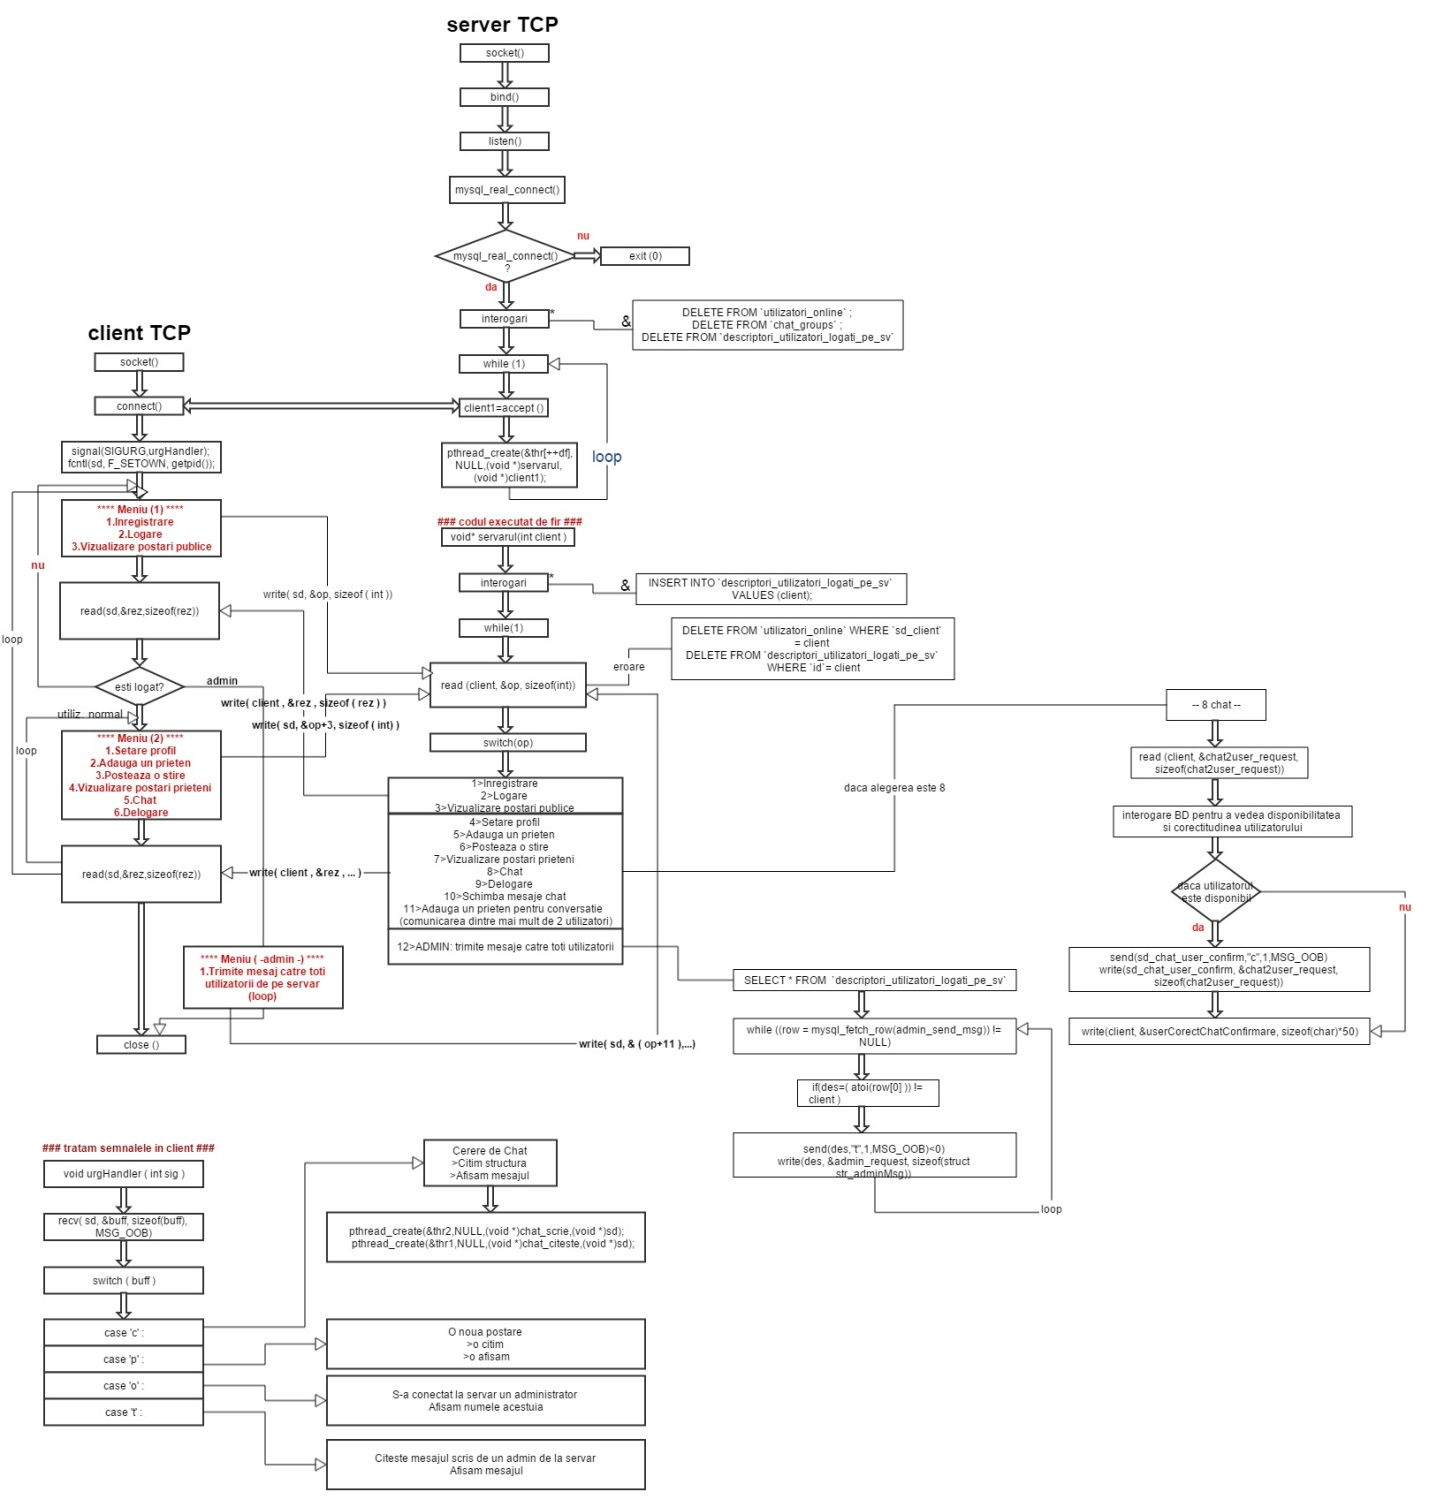 server TCP
socket()
bind()
listen()
mysql_real_connect()
mysql_real_connect()
?
nu
exit (0)
da
interogari
*
&
DELETE FROM `utilizatori_online` ;
DELETE FROM `chat_groups` ;
DELETE FROM `descriptori_utilizatori_logati_pe_sv`
while (1)
client1=accept ()
pthread_create(&thr[++df],
NULL,(void *)servarul,
(void *)client1);
loop
client TCP
socket()
connect()
signal(SIGURG,urgHandler);
fcntl(sd, F_SETOWN, getpid());
**** Meniu (1) ****
1.Inregistrare
2.Logare
3.Vizualizare postari publice
nu
loop
read(sd,&rez,sizeof(rez))
esti logat?
admin
utiliz_normal
loop
**** Meniu (2) ****
1.Setare profil
2.Adauga un prieten
3.Posteaza o stire
4.Vizualizare postari prieteni
5.Chat
6.Delogare
read(sd,&rez,sizeof(rez))
**** Meniu ( -admin -) ****
1.Trimite mesaj catre toti
utilizatorii de pe servar
(loop)
close ()
write( sd, &op, sizeof ( int ))
write( client , &rez , sizeof ( rez ) )
write( sd, &op+3, sizeof ( int) )
write( client , &rez , ... )
write( sd, & ( op+11 ),...)
### codul executat de fir ###
void* servarul(int client )
interogari
*
&
INSERT INTO `descriptori_utilizatori_logati_pe_sv`
VALUES (client);
while(1)
read (client, &op, sizeof(int))
eroare
DELETE FROM `utilizatori_online` WHERE `sd_client`
= client
DELETE FROM `descriptori_utilizatori_logati_pe_sv`
WHERE `id`= client
switch(op)
1>Inregistrare
2>Logare
3>Vizualizare postari publice
4>Setare profil
5>Adauga un prieten
6>Posteaza o stire
7>Vizualizare postari prieteni
8>Chat
9>Delogare
10>Schimba mesaje chat
11>Adauga un prieten pentru conversatie
(comunicarea dintre mai mult de 2 utilizatori)
12>ADMIN: trimite mesaje catre toti utilizatorii
daca alegerea este 8
-- 8 chat --
read (client, &chat2user_request,
sizeof(chat2user_request))
interogare BD pentru a vedea disponibilitatea
si corectitudinea utilizatorului
daca utilizatorul
este disponibil
nu
da
send(sd_chat_user_confirm,"c",1,MSG_OOB)
write(sd_chat_user_confirm, &chat2user_request,
sizeof(chat2user_request))
write(client, &userCorectChatConfirmare, sizeof(char)*50)
SELECT * FROM `descriptori_utilizatori_logati_pe_sv`
while ((row = mysql_fetch_row(admin_send_msg)) !=
NULL)
if(des=( atoi(row[0] )) !=
client )
send(des,"t",1,MSG_OOB)<0)
write(des, &admin_request, sizeof(struct
str_adminMsg))
loop
### tratam semnalele in client ###
void urgHandler ( int sig )
recv( sd, &buff, sizeof(buff),
MSG_OOB)
switch ( buff )
case 'c' :
case 'p' :
case 'o' :
case 't' :
Cerere de Chat
>Citim structura
>Afisam mesajul
pthread_create(&thr2,NULL,(void *)chat_scrie,(void *)sd);
pthread_create(&thr1,NULL,(void *)chat_citeste,(void *)sd);
O noua postare
>o citim
>o afisam
S-a conectat la servar un administrator
Afisam numele acestuia
Citeste mesajul scris de un admin de la servar
Afisam mesajul